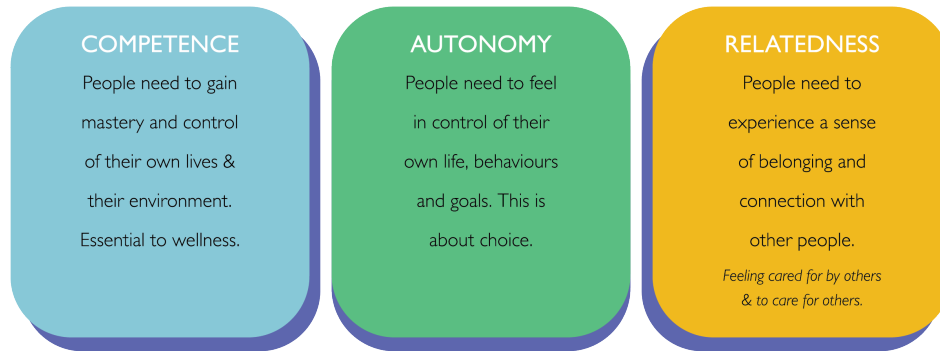 COMPETENCE
People need to gain
mastery and control
of their own lives &
their environment.
Essential to wellness.
AUTONOMY
People need to feel
in control of their
own life, behaviours
and goals. This is
about choice.
RELATEDNESS
People need to
experience a sense
of belonging and
connection with
other people.
Feeling cared for by others
& to care for others.